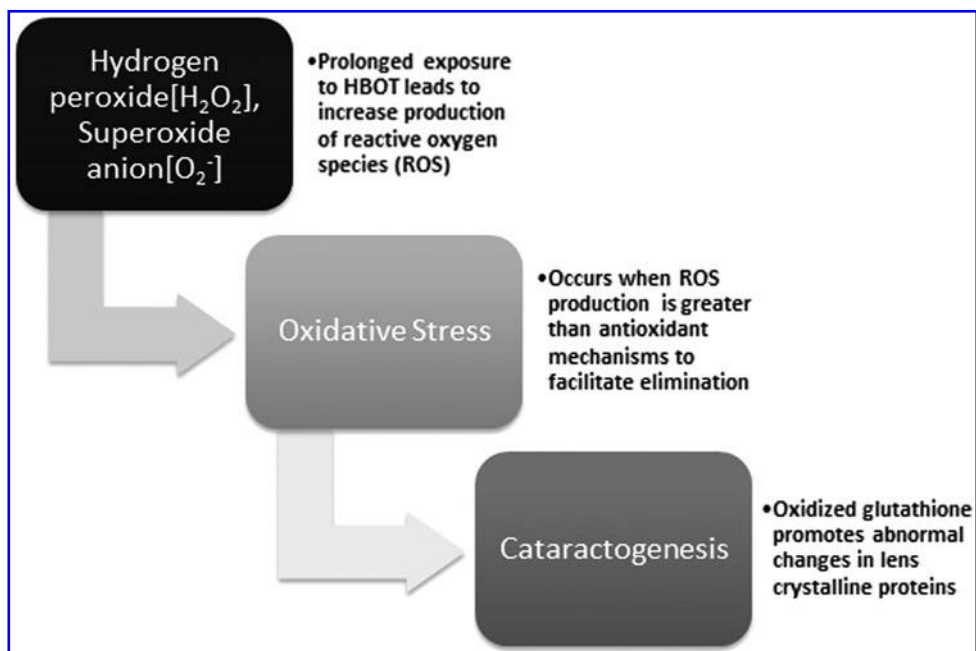 Hydrogen
peroxide[H₂O₂],
Superoxide
anion[O₂⁻]
•Prolonged exposure
to HBOT leads to
increase production
of reactive oxygen
species (ROS)
Oxidative Stress
•Occurs when ROS
production is greater
than antioxidant
mechanisms to
facilitate elimination
Cataractogenesis
•Oxidized glutathione
promotes abnormal
changes in lens
crystalline proteins